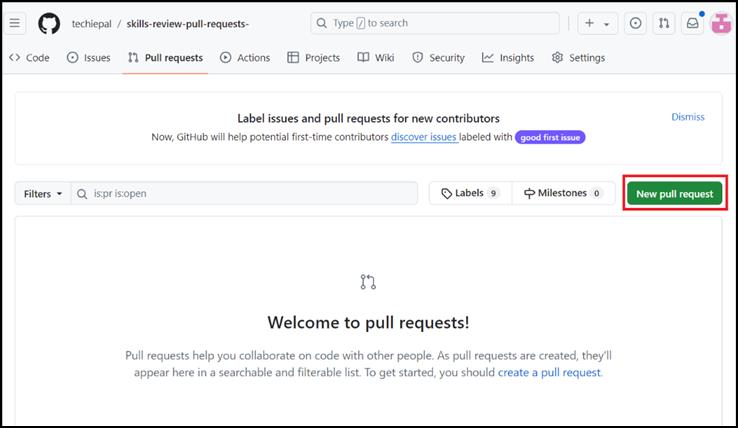 techiepal / skills-review-pull-requests-
Type / to search
Code Issues Pull requests Actions Projects Wiki Security Insights Settings
Label issues and pull requests for new contributors
Dismiss
Now, GitHub will help potential first-time contributors discover issues labeled with good first issue
Filters is:pr is:open Labels 9 Milestones 0 New pull request
Welcome to pull requests!
Pull requests help you collaborate on code with other people. As pull requests are created, they'll
appear here in a searchable and filterable list. To get started, you should create a pull request.